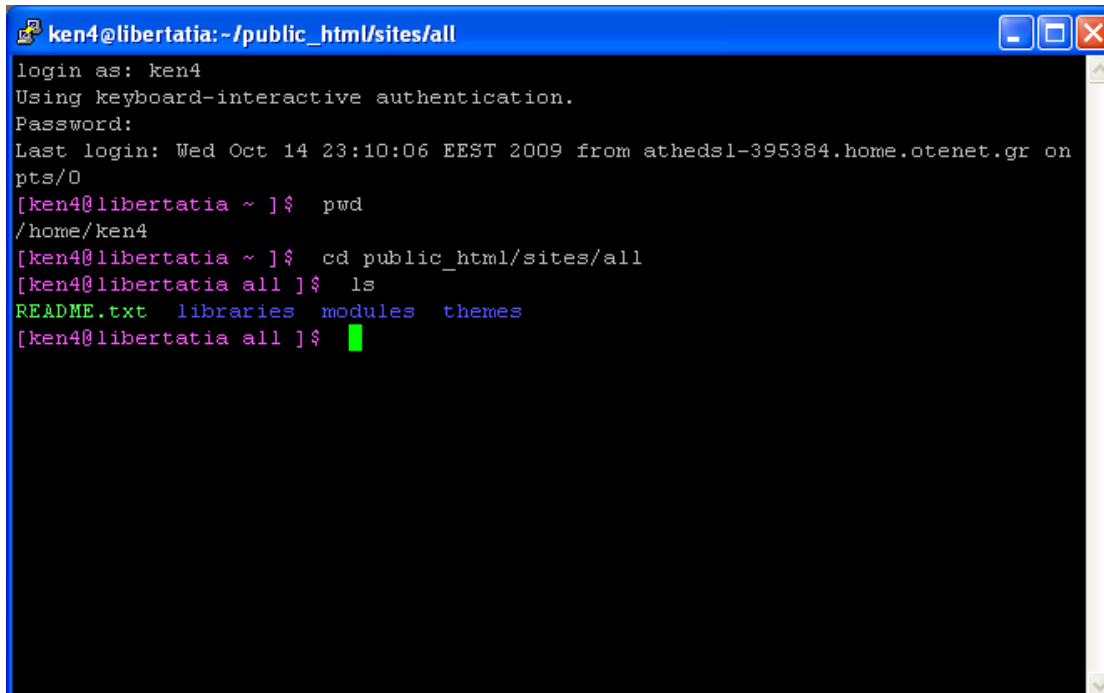 ken4@libertatia:~/public_html/sites/all
login as: ken4
Using keyboard-interactive authentication.
Password:
Last login: Wed Oct 14 23:10:06 EEST 2009 from athedsl-395384.home.otenet.gr on
pts/0
[ken4@libertatia ~ ]$  pwd
/home/ken4
[ken4@libertatia ~ ]$  cd public_html/sites/all
[ken4@libertatia all ]$  ls
README.txt  libraries  modules  themes
[ken4@libertatia all ]$